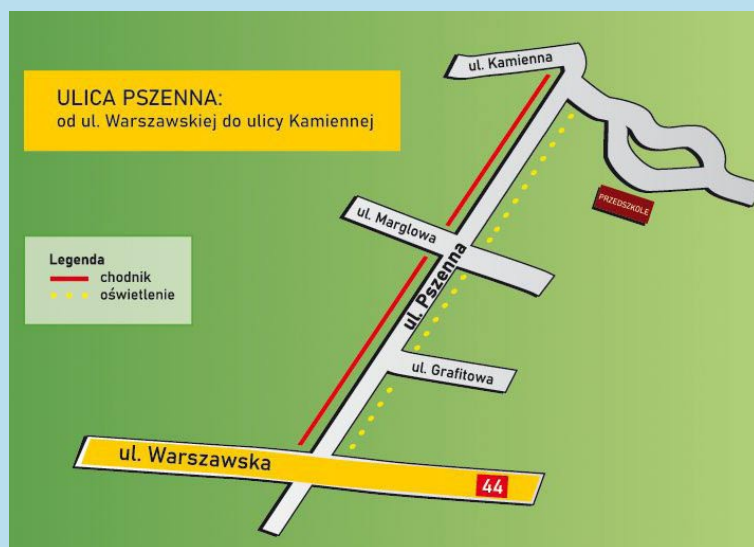 ULICA PSZENNA:
od ul. Warszawskiej do ulicy Kamiennej
ul. Kamienna
PRZEDSZKOLE
ul. Marglowa
Legenda
chodnik
oświetlenie
ul. Pszenna
ul. Grafitowa
ul. Warszawska
44